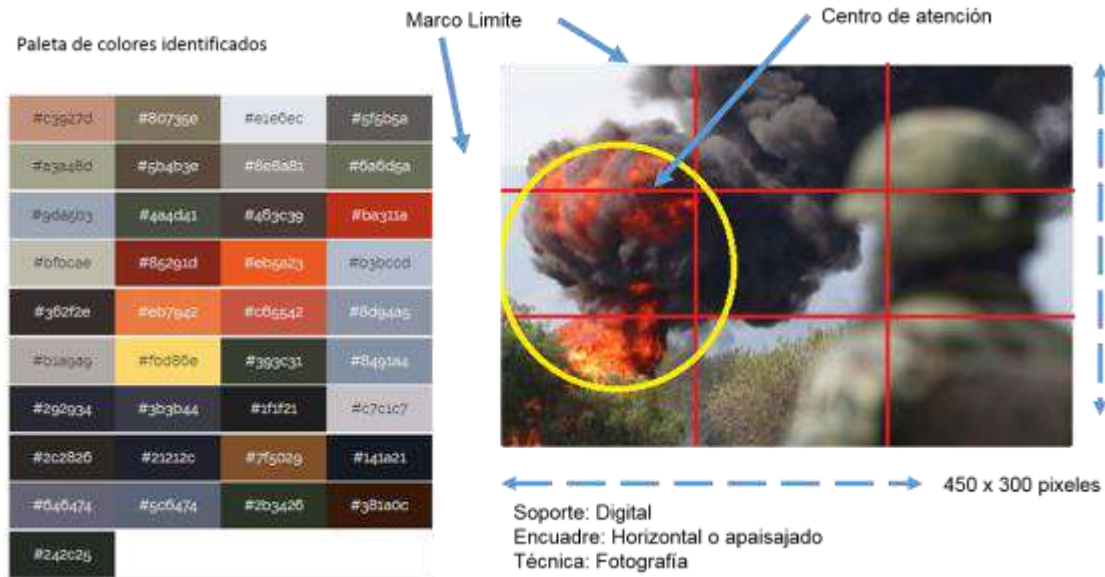 Marco Limite
Centro de atención
Paleta de colores identificados
#c3927d #80735e #e1e6ec #5f5b5a
#a3a48d #5b4b3e #8e8a81 #6a6d5a
#9da5b3 #4a4d41 #463c39 #ba311a
#bfbcae #85291d #eb5a23 #b3bccd
#362f2e #eb7942 #c65542 #8d94a5
#b1a9a9 #fbd86e #393c31 #8491a4
#292934 #3b3b44 #1f1f21 #c7c1c7
#2c2826 #21212c #7f5029 #141a21
#646474 #5c6474 #2b3426 #381a0c
#242c25
450 x 300 pixeles
Soporte: Digital
Encuadre: Horizontal o apaisajado
Técnica: Fotografía